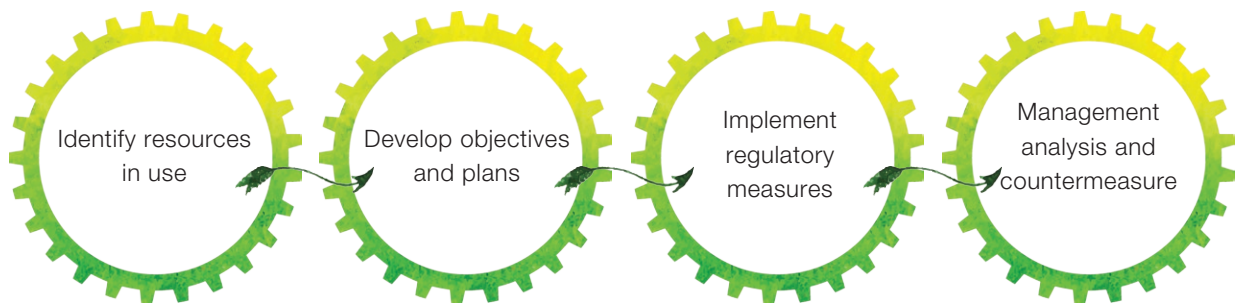 Identify resources
in use
Develop objectives
and plans
Implement
regulatory
measures
Management
analysis and
countermeasure